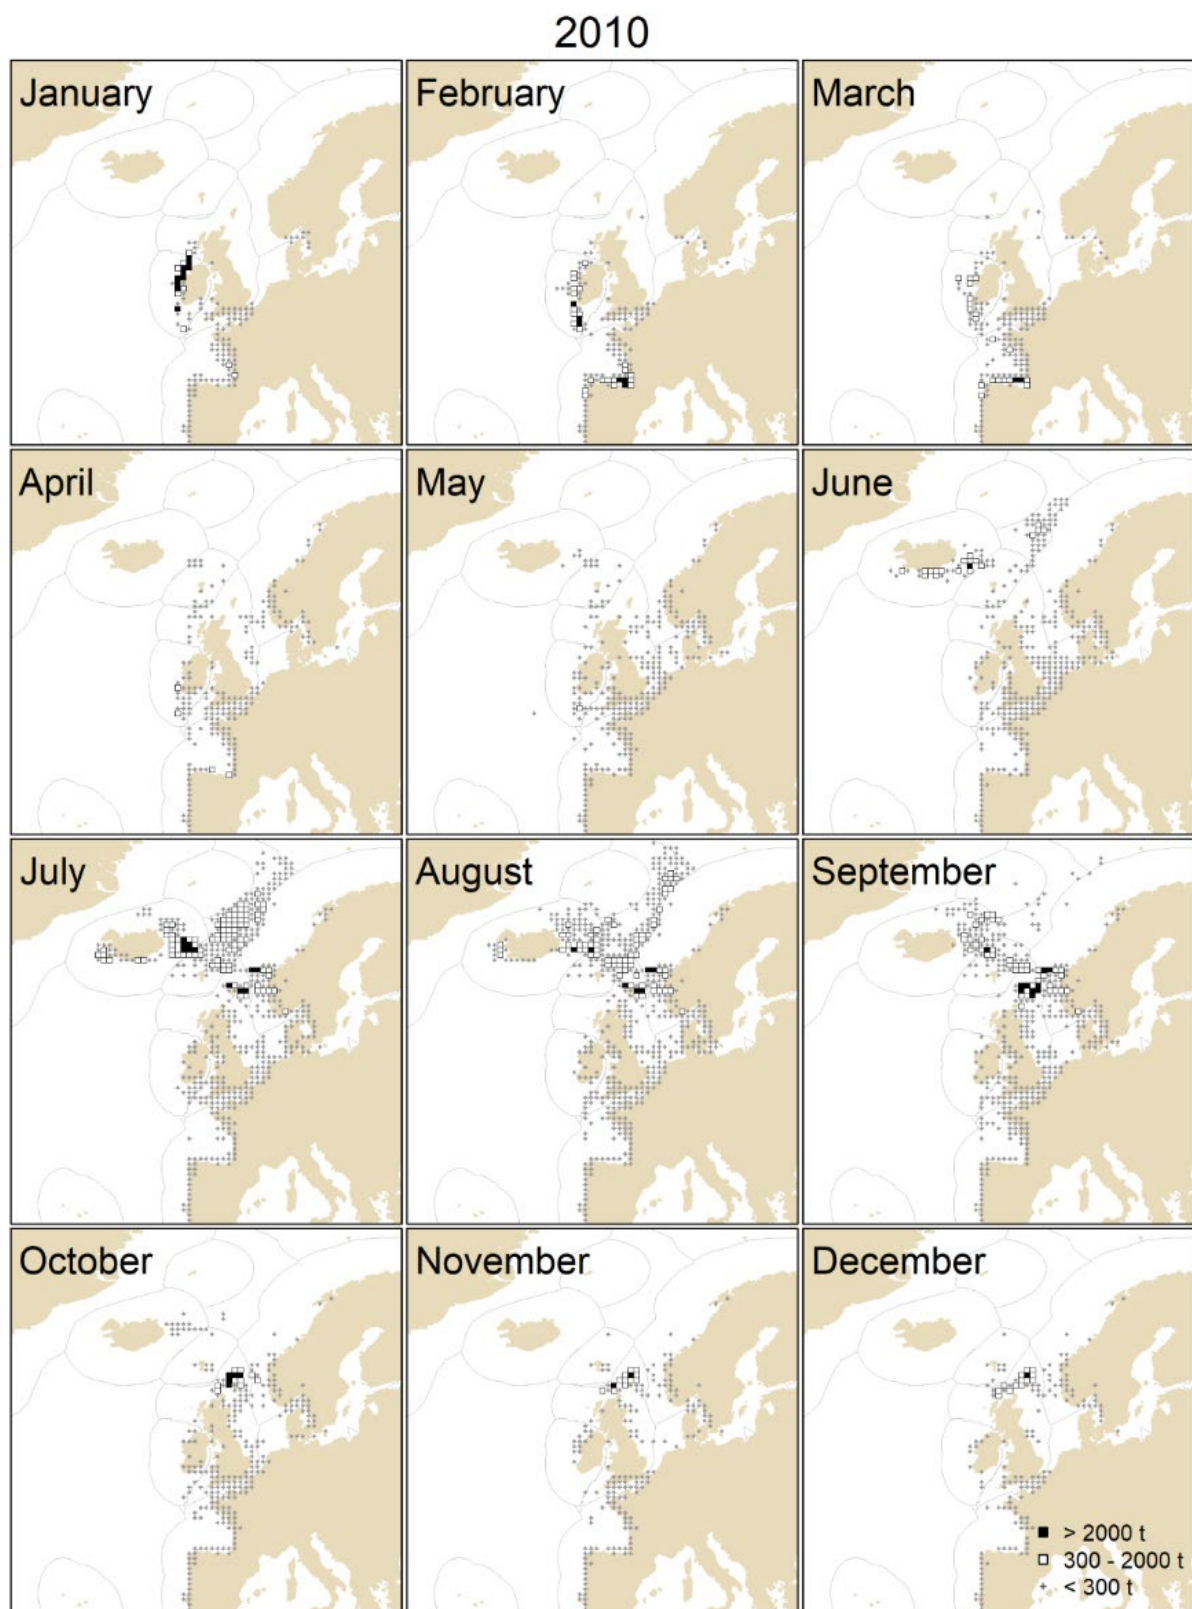 2010
January
February
March
April
May
June
July
August
September
October
November
December
> 2000 t
300 - 2000 t
< 300 t